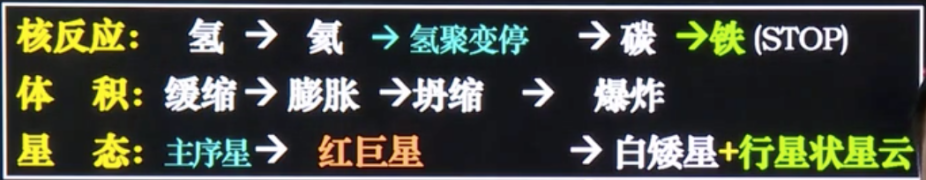 核反应： 氢 → 氦 → 氢聚变停 → 碳 → 铁 (STOP)
体 积： 缓缩 → 膨胀 → 坍缩 → 爆炸
星 态： 主序星 → 红巨星 → 白矮星+行星状星云